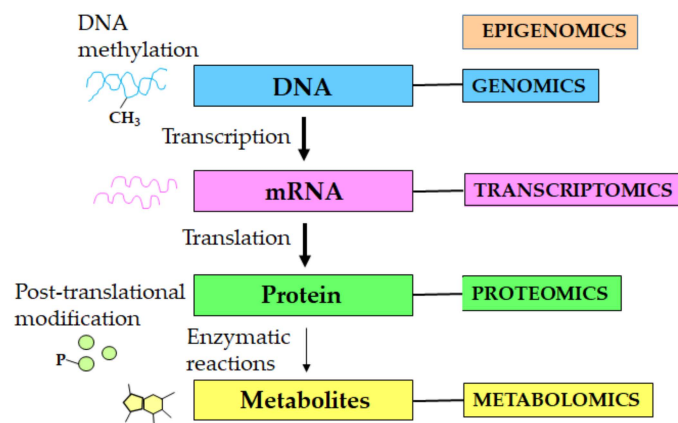 DNA
methylation
EPIGENOMICS
DNA
GENOMICS
CH₃
Transcription
mRNA
TRANSCRIPTOMICS
Translation
Post-translational
modification
Protein
PROTEOMICS
P
Enzymatic
reactions
Metabolites
METABOLOMICS